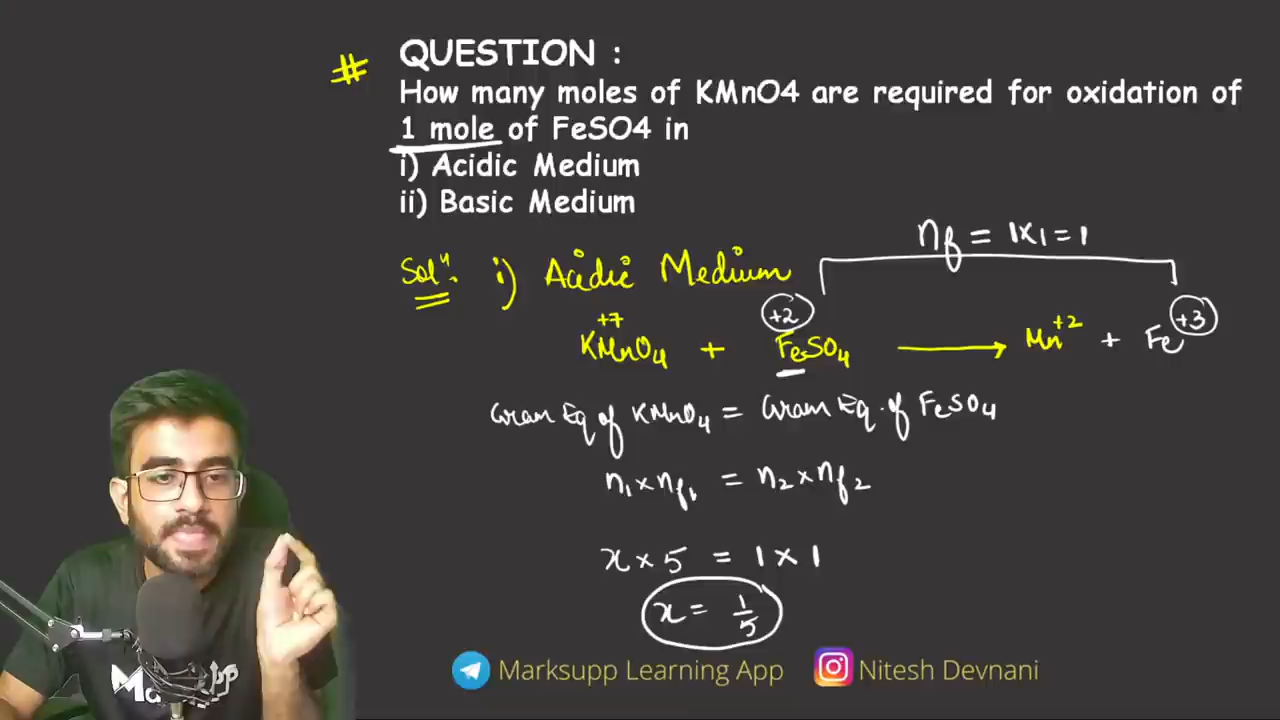 # QUESTION :
How many moles of KMnO4 are required for oxidation of
1 mole of FeSO4 in
i) Acidic Medium
ii) Basic Medium
nf = 1x1 = 1
Solⁿ. i) Acidic Medium
+7 +2 +2 +3
KMnO4 + FeSO4 → Mn + Fe
Gram Eq of KMnO4 = Gram Eq. of FeSO4
n1 x nf1 = n2 x nf2
x x 5 = 1 x 1
x = 1/5
Marksupp Learning App Nitesh Devnani